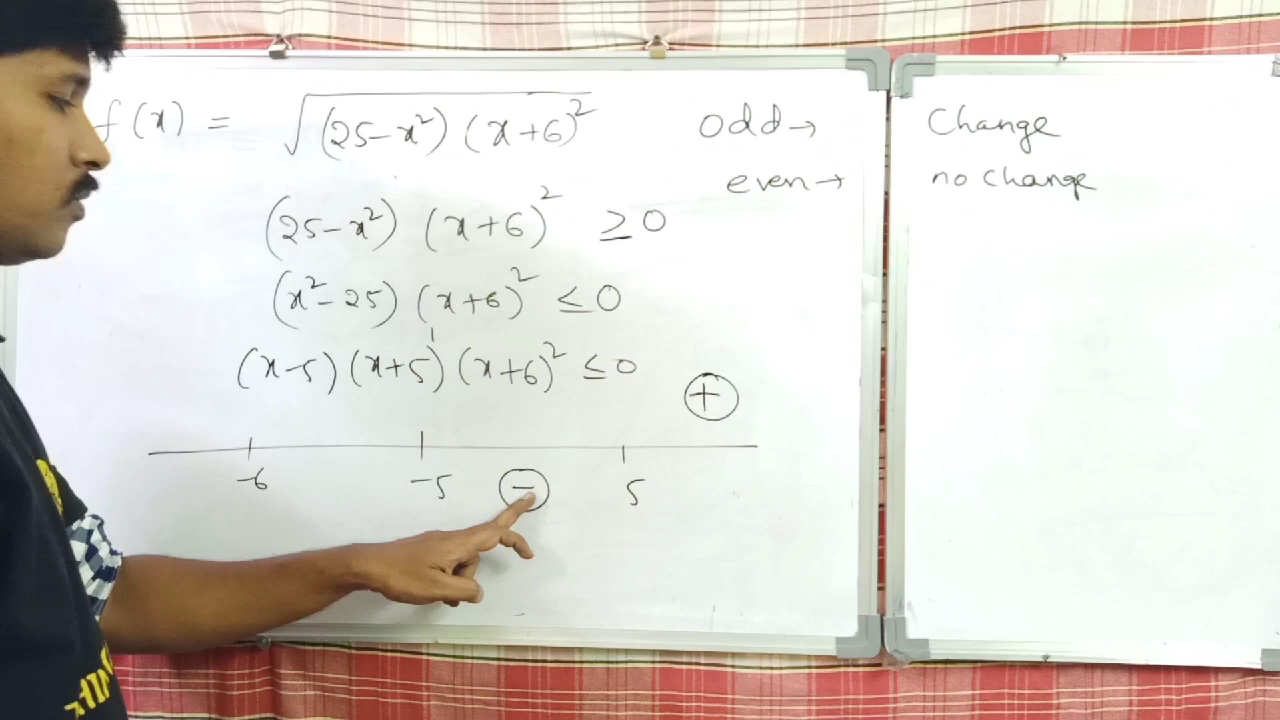 f(x) = √(25-x²)(x+6)² odd→ Change
even→ no change
(25-x²) (x+6)² ≥0
(x²-25) (x+6)² ≤0
(x-5)(x+5)(x+6)² ≤0
+
-6 -5 - 5